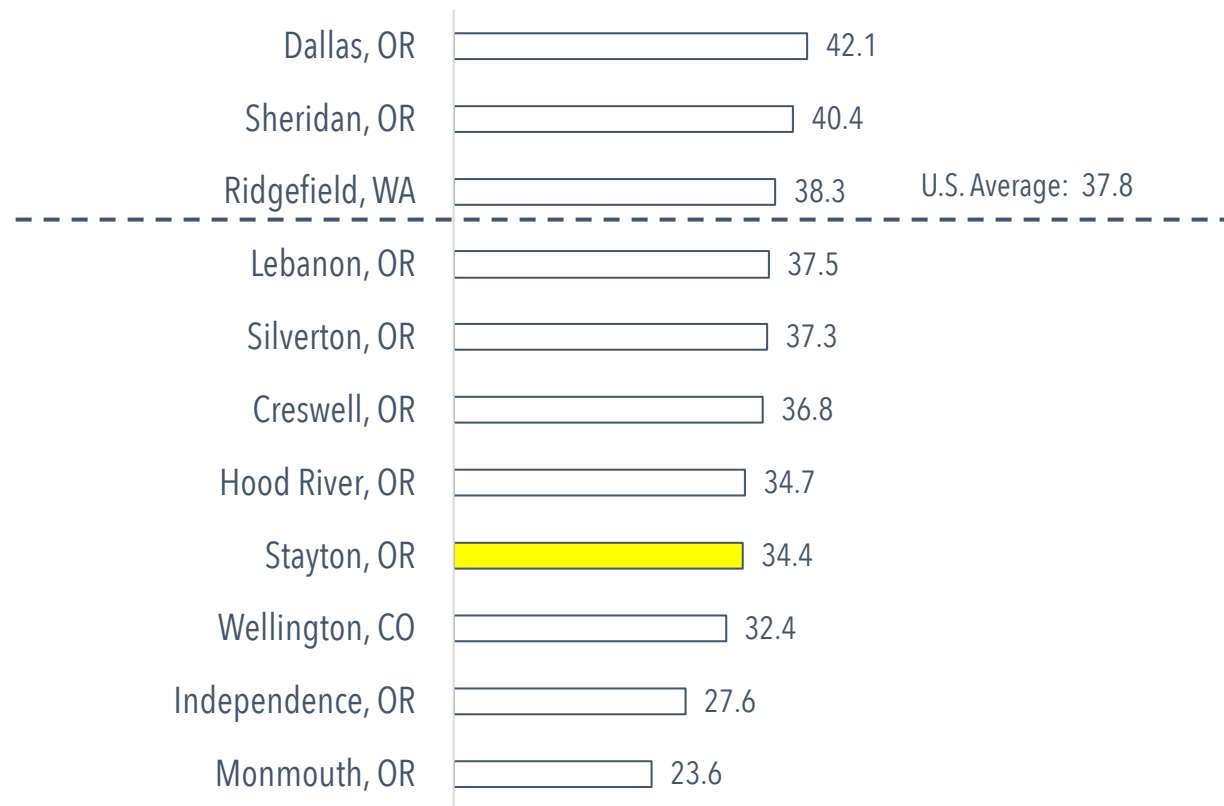 Dallas, OR 42.1
Sheridan, OR 40.4
Ridgefield, WA 38.3 U.S. Average: 37.8
Lebanon, OR 37.5
Silverton, OR 37.3
Creswell, OR 36.8
Hood River, OR 34.7
Stayton, OR 34.4
Wellington, CO 32.4
Independence, OR 27.6
Monmouth, OR 23.6